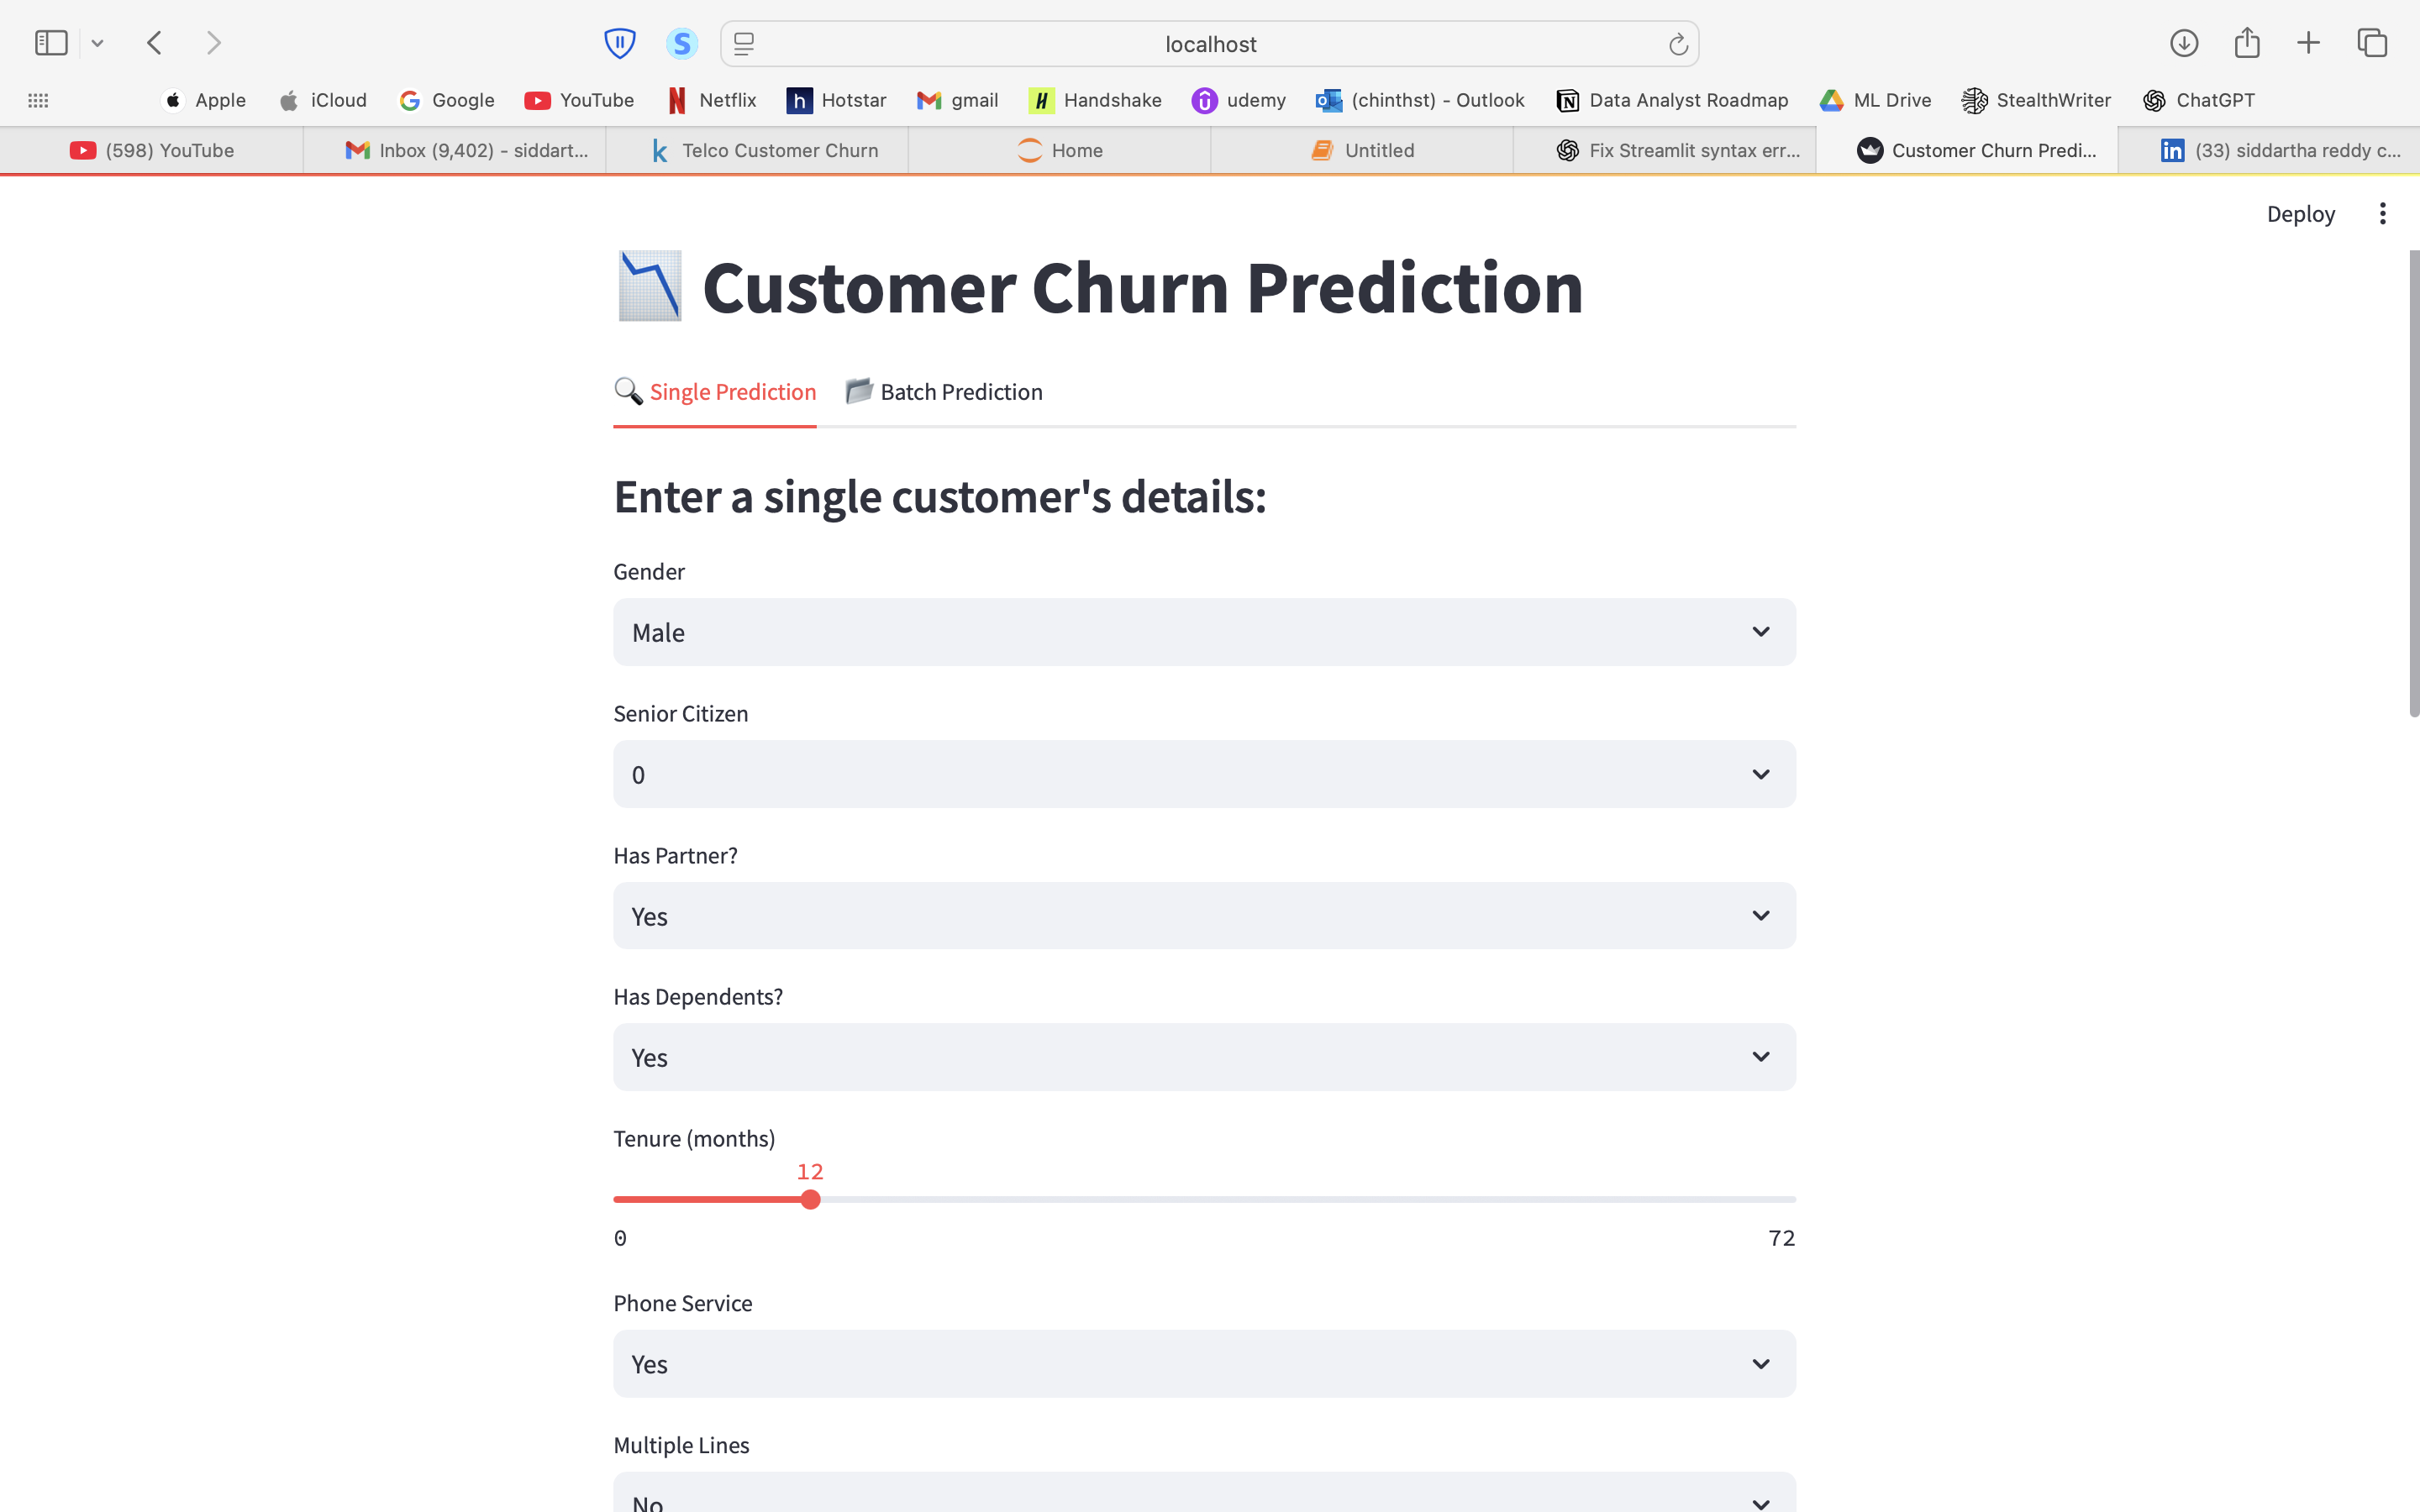 localhost
Apple iCloud Google YouTube Netflix Hotstar gmail Handshake udemy (chinthst) - Outlook Data Analyst Roadmap ML Drive StealthWriter ChatGPT
(598) YouTube Inbox (9,402) - siddart... Telco Customer Churn Home Untitled Fix Streamlit syntax err... Customer Churn Predi... (33) siddartha reddy c...
Deploy
Customer Churn Prediction
Single Prediction Batch Prediction
Enter a single customer's details:
Gender
Male
Senior Citizen
0
Has Partner?
Yes
Has Dependents?
Yes
Tenure (months)
12
0 72
Phone Service
Yes
Multiple Lines
No